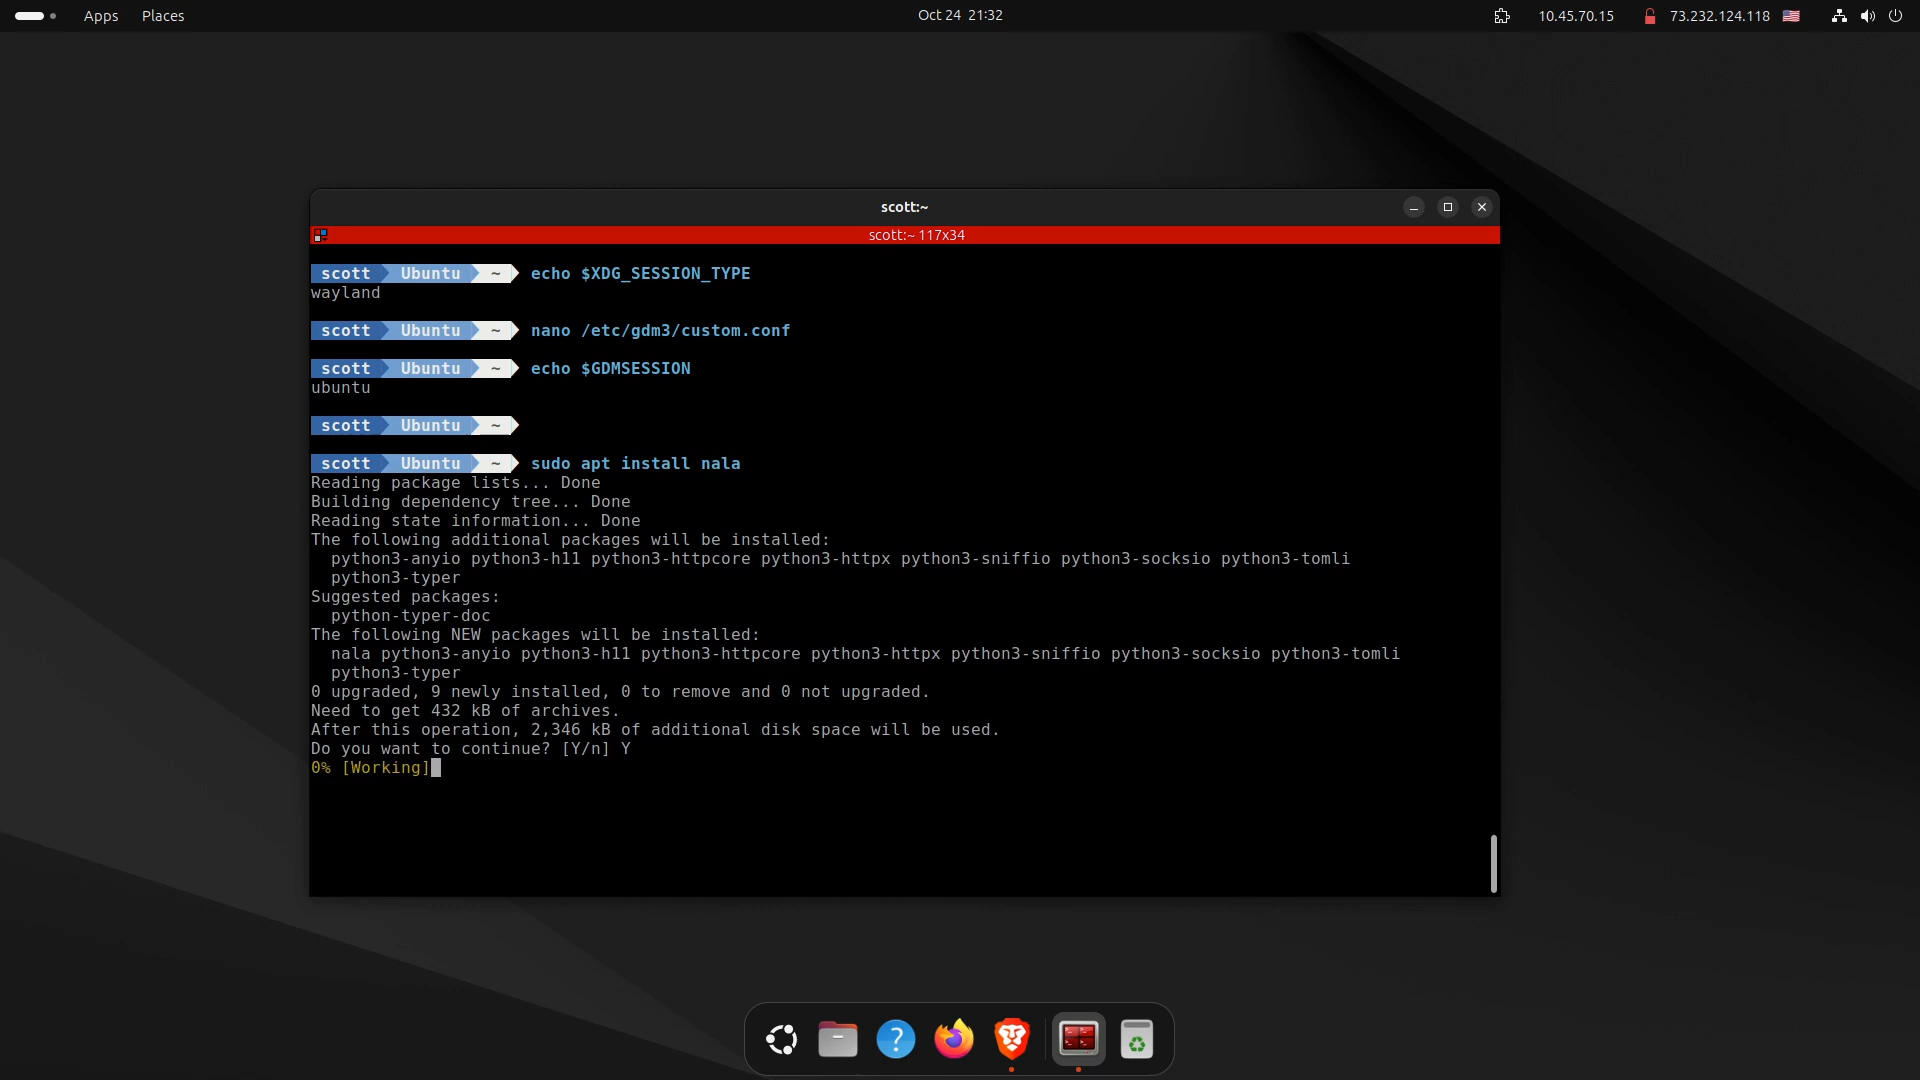 Apps Places Oct 24 21:32 10.45.70.15 73.232.124.118
scott:~
scott:~ 117x34
scott Ubuntu ~ echo $XDG_SESSION_TYPE
wayland
scott Ubuntu ~ nano /etc/gdm3/custom.conf
scott Ubuntu ~ echo $GDMSESSION
ubuntu
scott Ubuntu ~
scott Ubuntu ~ sudo apt install nala
Reading package lists... Done
Building dependency tree... Done
Reading state information... Done
The following additional packages will be installed:
python3-anyio python3-h11 python3-httpcore python3-httpx python3-sniffio python3-socksio python3-tomli
python3-typer
Suggested packages:
python-typer-doc
The following NEW packages will be installed:
nala python3-anyio python3-h11 python3-httpcore python3-httpx python3-sniffio python3-socksio python3-tomli
python3-typer
0 upgraded, 9 newly installed, 0 to remove and 0 not upgraded.
Need to get 432 kB of archives.
After this operation, 2,346 kB of additional disk space will be used.
Do you want to continue? [Y/n] Y
0% [Working]